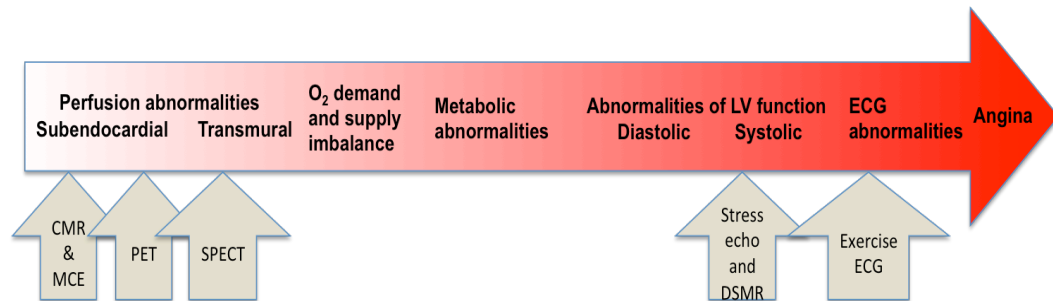 Perfusion abnormalities
Subendocardial Transmural
O2 demand
and supply
imbalance
Metabolic
abnormalities
Abnormalities of LV function
Diastolic Systolic
ECG
abnormalities
Angina
CMR
&
MCE
PET
SPECT
Stress
echo
and
DSMR
Exercise
ECG